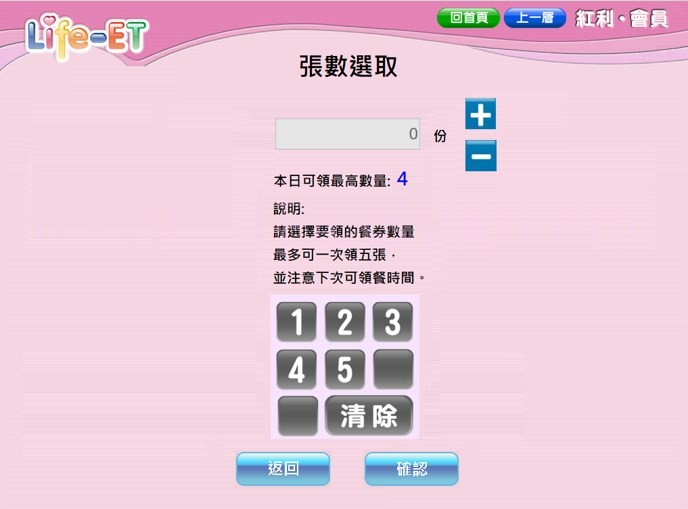 Life-ET
回首頁 上一層 紅利・會員
張數選取
0 份 +
−
本日可領最高數量: 4
說明:
請選擇要領的餐券數量
最多可一次領五張，
並注意下次可領餐時間。
1 2 3
4 5
清除
返回 確認